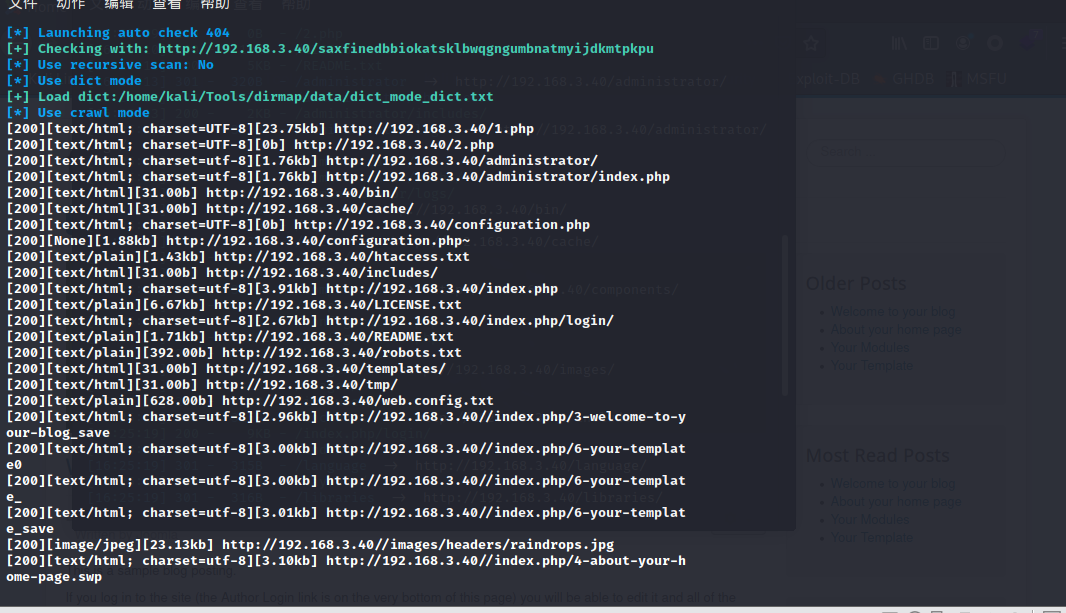 文件 动作 编辑 查看 帮助
[*] Launching auto check 404
[+] Checking with: http://192.168.3.40/saxfinedbbiokatsklbwqgngumbnatmyijdkmtpkpu
[*] Use recursive scan: No
[*] Use dict mode
[+] Load dict:/home/kali/Tools/dirmap/data/dict_mode_dict.txt
[*] Use crawl mode
[200][text/html; charset=UTF-8][23.75kb] http://192.168.3.40/1.php
[200][text/html; charset=UTF-8][0b] http://192.168.3.40/2.php
[200][text/html; charset=utf-8][1.76kb] http://192.168.3.40/administrator/
[200][text/html; charset=utf-8][1.76kb] http://192.168.3.40/administrator/index.php
[200][text/html][31.00b] http://192.168.3.40/bin/
[200][text/html][31.00b] http://192.168.3.40/cache/
[200][text/html; charset=UTF-8][0b] http://192.168.3.40/configuration.php
[200][None][1.88kb] http://192.168.3.40/configuration.php~
[200][text/plain][1.43kb] http://192.168.3.40/htaccess.txt
[200][text/html][31.00b] http://192.168.3.40/includes/
[200][text/html; charset=utf-8][3.91kb] http://192.168.3.40/index.php
[200][text/plain][6.67kb] http://192.168.3.40/LICENSE.txt
[200][text/html; charset=utf-8][2.67kb] http://192.168.3.40/index.php/login/
[200][text/plain][1.71kb] http://192.168.3.40/README.txt
[200][text/plain][392.00b] http://192.168.3.40/robots.txt
[200][text/html][31.00b] http://192.168.3.40/templates/
[200][text/html][31.00b] http://192.168.3.40/tmp/
[200][text/plain][628.00b] http://192.168.3.40/web.config.txt
[200][text/html; charset=utf-8][2.96kb] http://192.168.3.40//index.php/3-welcome-to-y
our-blog_save
[200][text/html; charset=utf-8][3.00kb] http://192.168.3.40//index.php/6-your-templat
e0
[200][text/html; charset=utf-8][3.00kb] http://192.168.3.40//index.php/6-your-templat
e_
[200][text/html; charset=utf-8][3.01kb] http://192.168.3.40//index.php/6-your-templat
e_save
[200][image/jpeg][23.13kb] http://192.168.3.40//images/headers/raindrops.jpg
[200][text/html; charset=utf-8][3.10kb] http://192.168.3.40//index.php/4-about-your-h
ome-page.swp
GHDB
MSFU
Older Posts
Welcome to your blog
About your home page
Your Modules
Your Template
Most Read Posts
Welcome to your blog
About your home page
Your Modules
Your Template